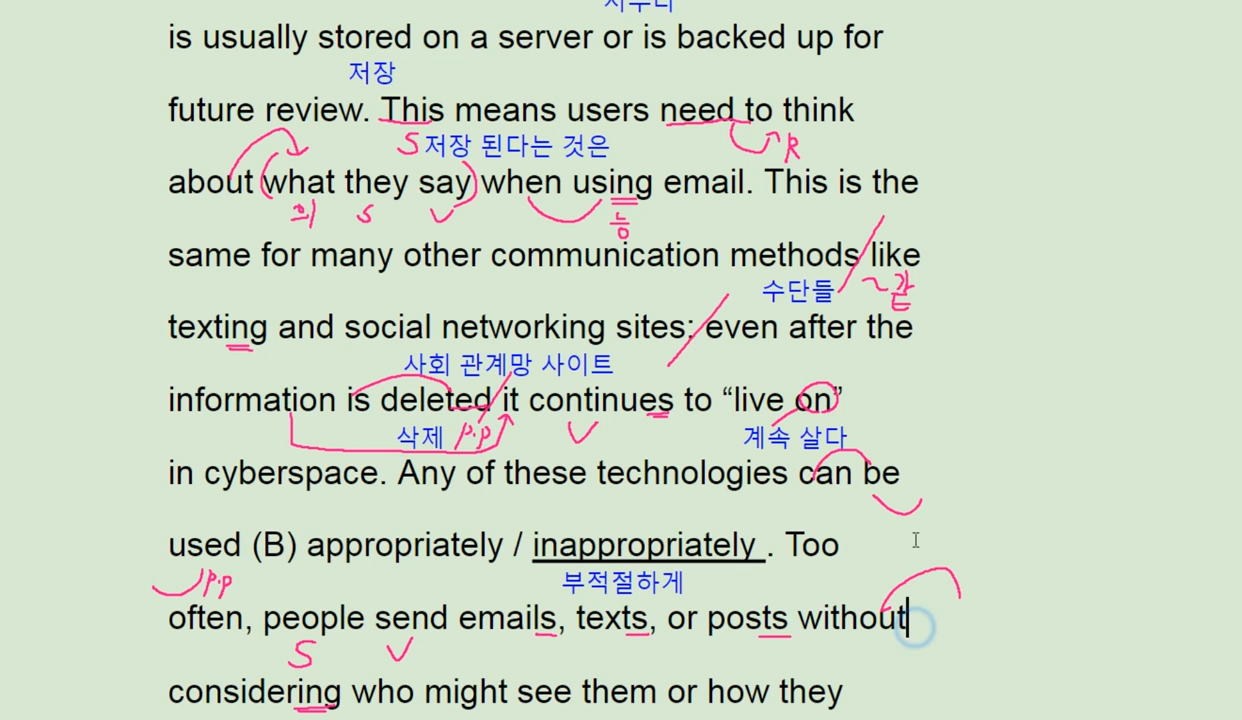 is usually stored on a server or is backed up for
저장
future review. This means users need to think
S 저장 된다는 것은 R
about (what they say) when using email. This is the
의 S V 능
same for many other communication methods / like
수단들 ~같
texting and social networking sites; / even after the
사회 관계망 사이트
information is deleted / it continues to “live on”
삭제 p.p V 계속 살다
in cyberspace. Any of these technologies can be
used (B) appropriately / inappropriately . Too
p.p 부적절하게
often, people send emails, texts, or posts without
S V
considering who might see them or how they